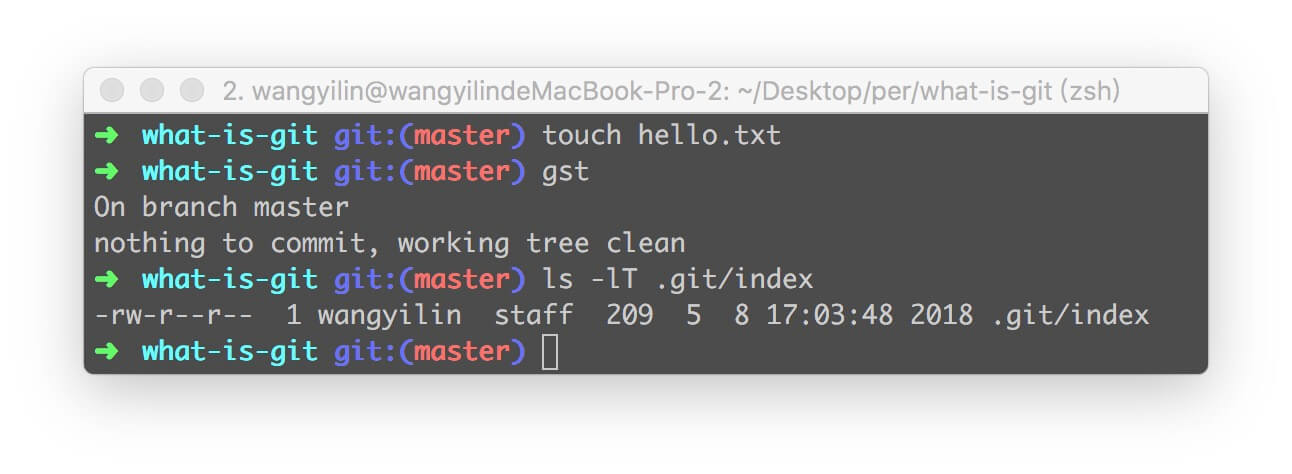 2. wangyilin@wangyilindeMacBook-Pro-2: ~/Desktop/per/what-is-git (zsh)
➜ what-is-git git:(master) touch hello.txt
➜ what-is-git git:(master) gst
On branch master
nothing to commit, working tree clean
➜ what-is-git git:(master) ls -lT .git/index
-rw-r--r--  1 wangyilin  staff  209  5  8 17:03:48 2018 .git/index
➜ what-is-git git:(master)